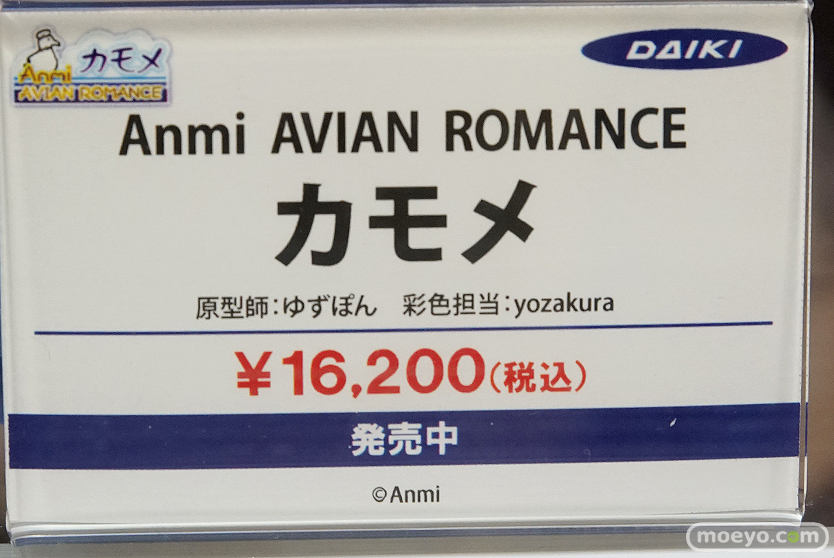 カモメ
Anmi
AVIAN ROMANCE
DAIKI
Anmi AVIAN ROMANCE
カモメ
原型師:ゆずぽん 彩色担当:yozakura
¥16,200(税込)
発売中
©Anmi
moeyo.com